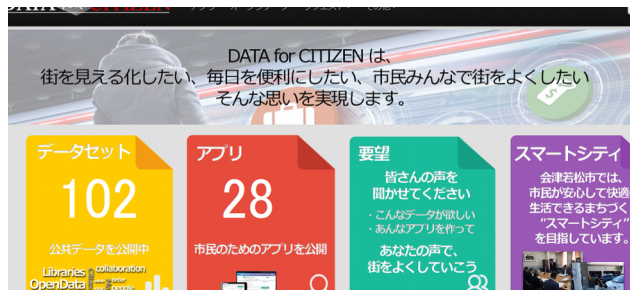 DATA for CITIZEN は、
街を見える化したい、毎日を便利にしたい、市民みんなで街をよくしたい
そんな思いを実現します。
データセット
102
公共データを公開中
Libraries
collaboration
OpenData
people
アプリ
28
市民のためのアプリを公開
要望
皆さんの声を
聞かせてください
・こんなデータが欲しい
・あんなアプリを作って
あなたの声で、
街をよくしていこう
スマートシティ
会津若松市では、
市民が安心して快適
生活できるまちづく
"スマートシティ"
を目指しています。